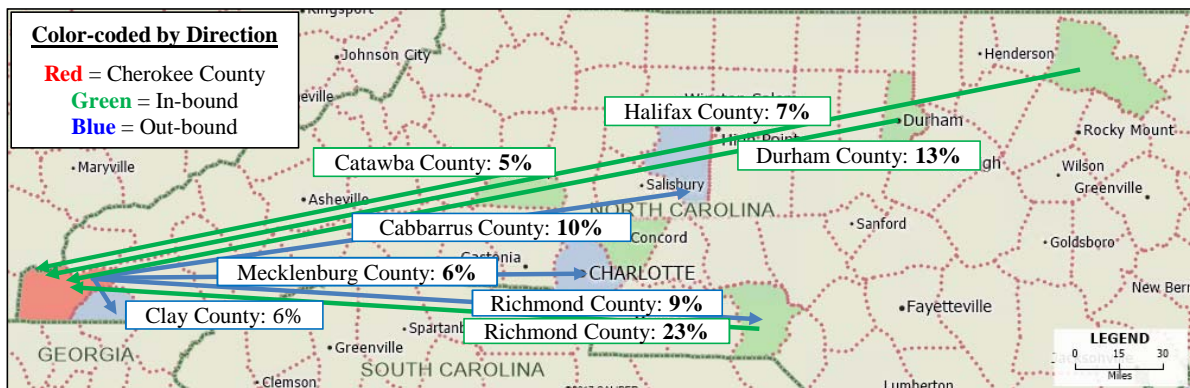 Kingsport
Color-coded by Direction
Red = Cherokee County
Green = In-bound
Blue = Out-bound
Johnson City
Henderson
Halifax County: 7%
Durham
Rocky Mount
Catawba County: 5%
Durham County: 13%
Maryville
Wilson
Greenville
Asheville
Salisbury
NORTH CAROLINA
Sanford
Cabbarrus County: 10%
Concord
Goldsboro
Mecklenburg County: 6%
CHARLOTTE
New Bern
Richmond County: 9%
Fayetteville
Clay County: 6%
Richmond County: 23%
GEORGIA
Greenville
SOUTH CAROLINA
Clemson
Lumberton
LEGEND
0 15 30
Miles